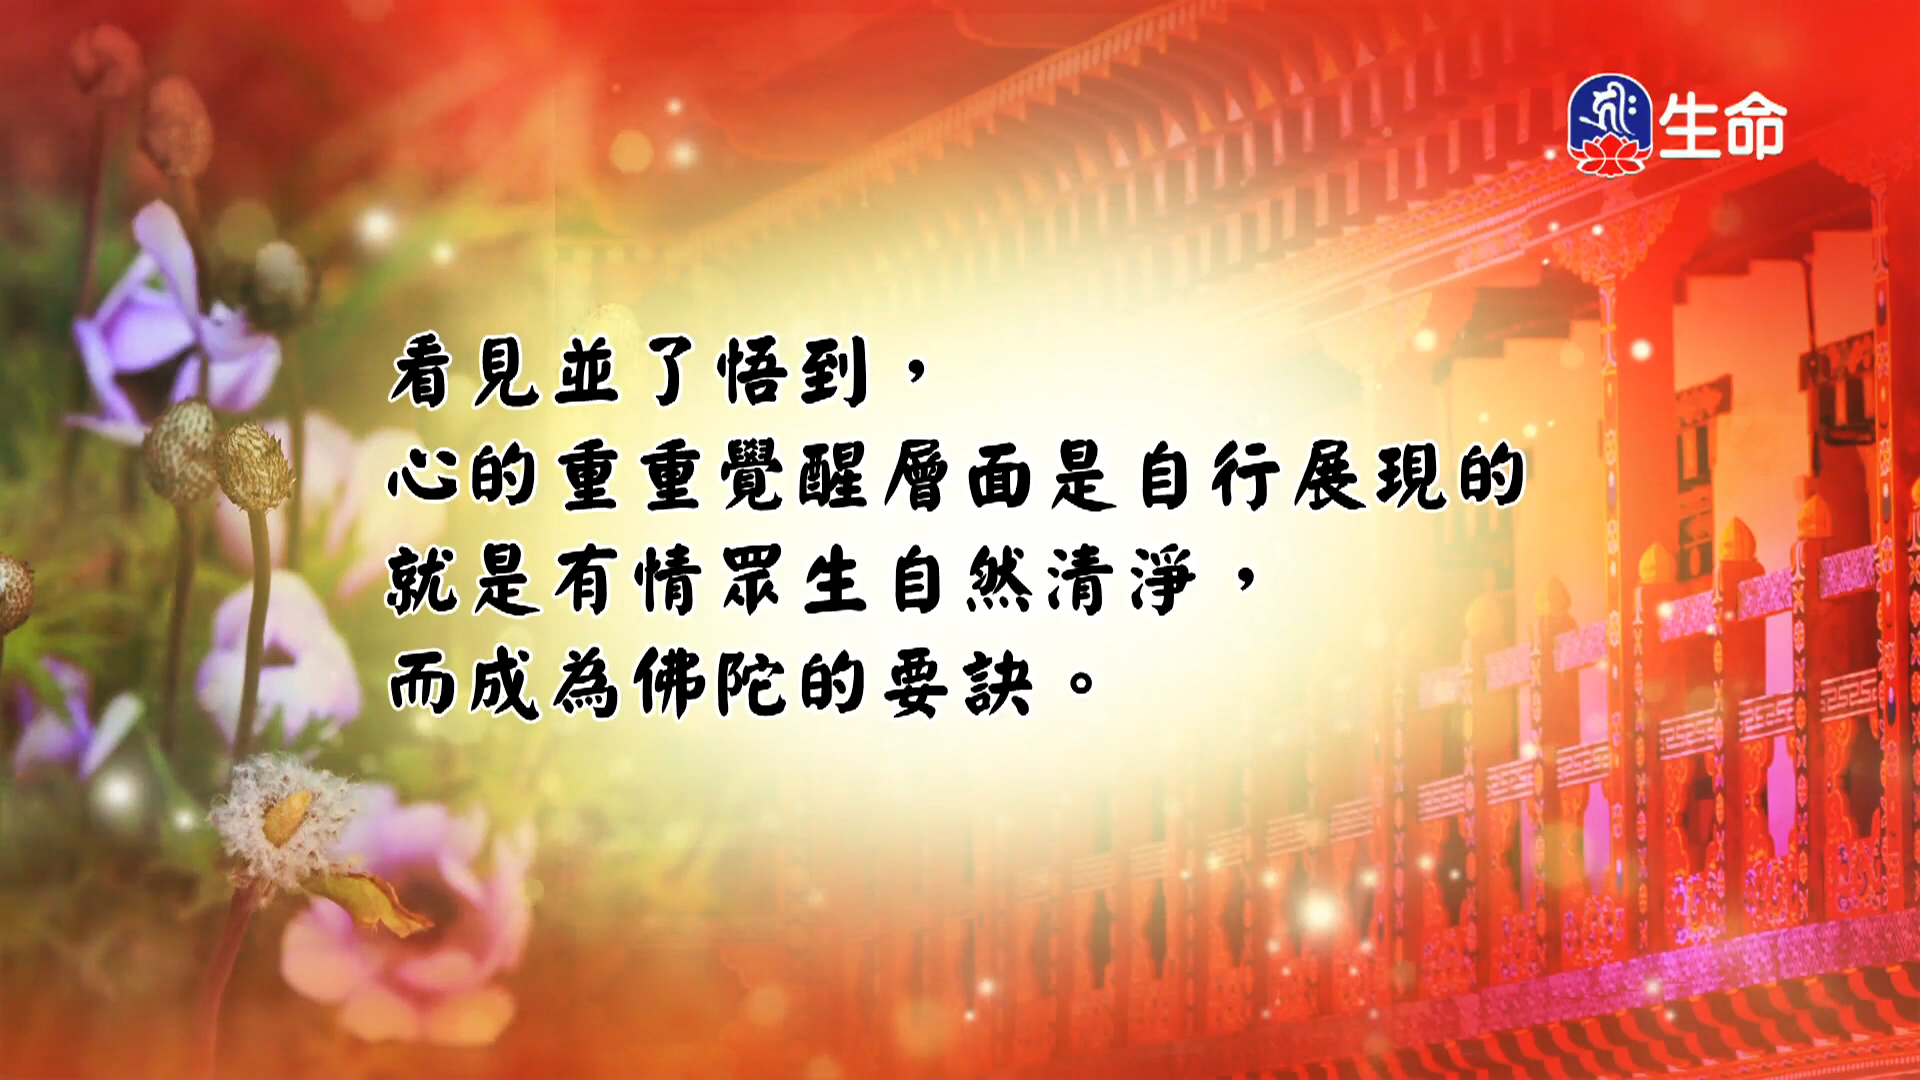 生命
看見並了悟到，
心的重重覺醒層面是自行展現的
就是有情眾生自然清淨，
而成為佛陀的要訣。